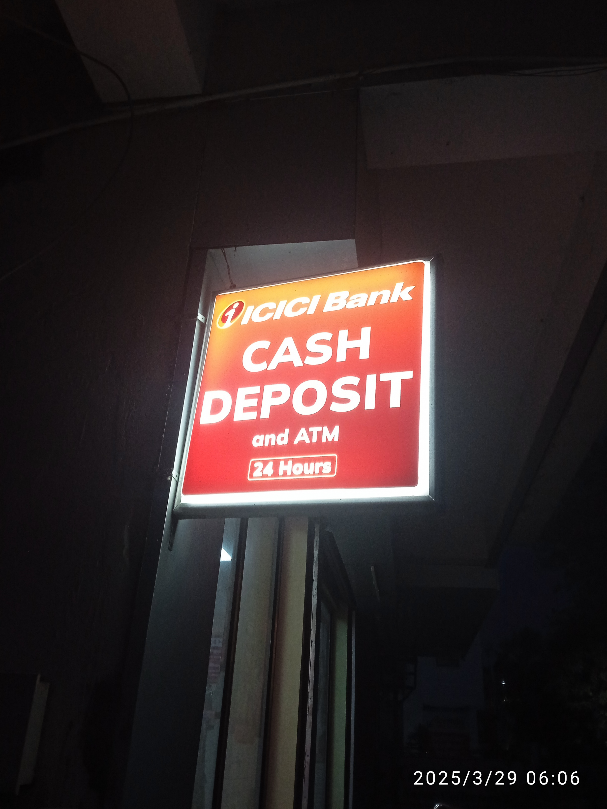 i ICICI Bank
CASH
DEPOSIT
and ATM
24 Hours
2025/3/29 06:06